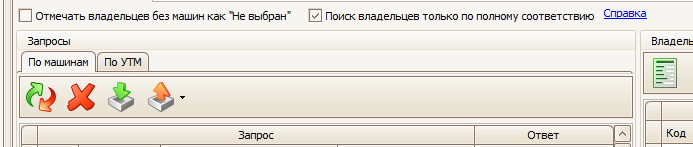 Отмечать владельцев без машин как "Не выбран" Поиск владельцев только по полному соответствию Справка
Запросы
По машинам По УТМ
Запрос Ответ
Владель
Код